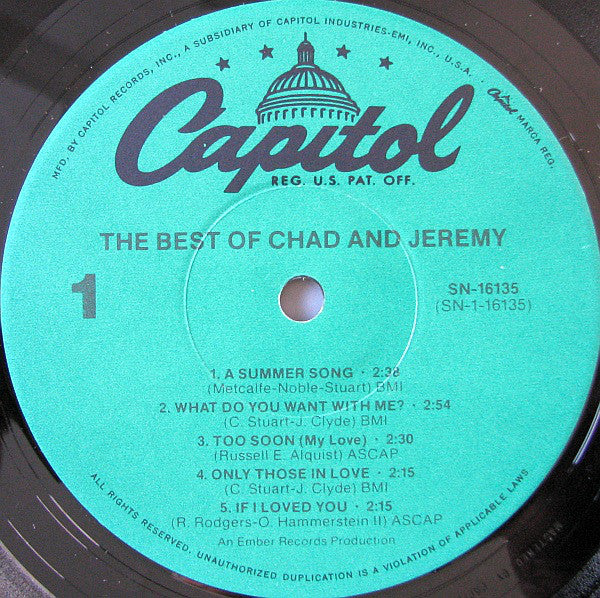 MFD. BY CAPITOL RECORDS, INC., A SUBSIDIARY OF CAPITOL INDUSTRIES-EMI, INC., U.S.A. · Capitol MARCA REG.
Capitol
REG. U.S. PAT. OFF.
THE BEST OF CHAD AND JEREMY
1
SN-16135
(SN-1-16135)
1. A SUMMER SONG · 2:38
(Metcalfe-Noble-Stuart) BMI
2. WHAT DO YOU WANT WITH ME? · 2:54
(C. Stuart-J. Clyde) BMI
3. TOO SOON (My Love) · 2:30
(Russell E. Alquist) ASCAP
4. ONLY THOSE IN LOVE · 2:15
(C. Stuart-J. Clyde) BMI
5. IF I LOVED YOU · 2:15
(R. Rodgers-O. Hammerstein II) ASCAP
An Ember Records Production
ALL RIGHTS RESERVED. UNAUTHORIZED DUPLICATION IS A VIOLATION OF APPLICABLE LAWS